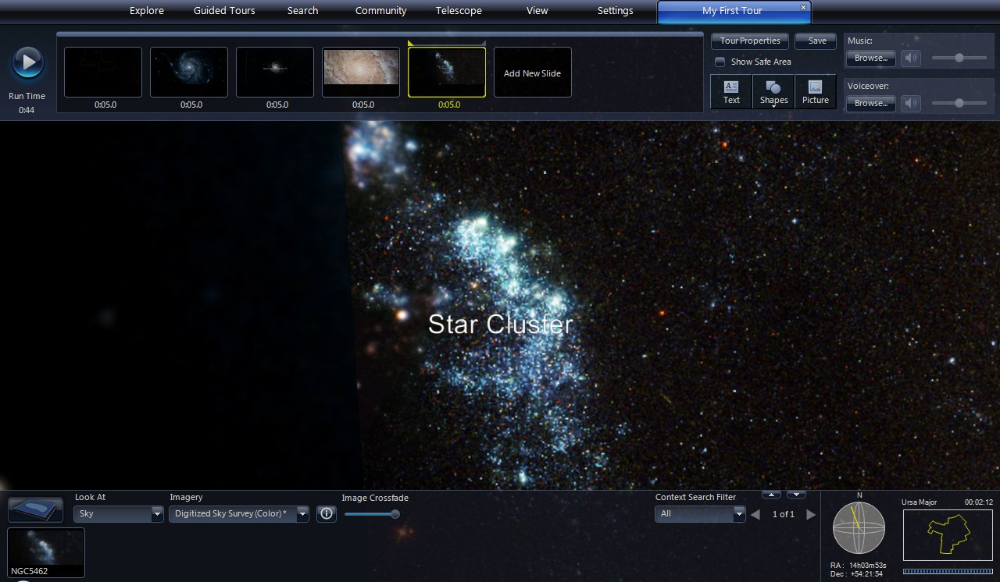 Explore Guided Tours Search Community Telescope View Settings My First Tour
Run Time
0:44
0:05.0 0:05.0 0:05.0 0:05.0 0:05.0
Add New Slide
Tour Properties Save
Show Safe Area
Text Shapes Picture
Music:
Browse...
Voiceover:
Browse...
Star Cluster
Look At
Sky
Imagery
Digitized Sky Survey (Color) *
Image Crossfade
Context Search Filter
All
1 of 1
NGC5462
N
RA : 14h03m53s
Dec : +54:21:54
Ursa Major 00:02:12